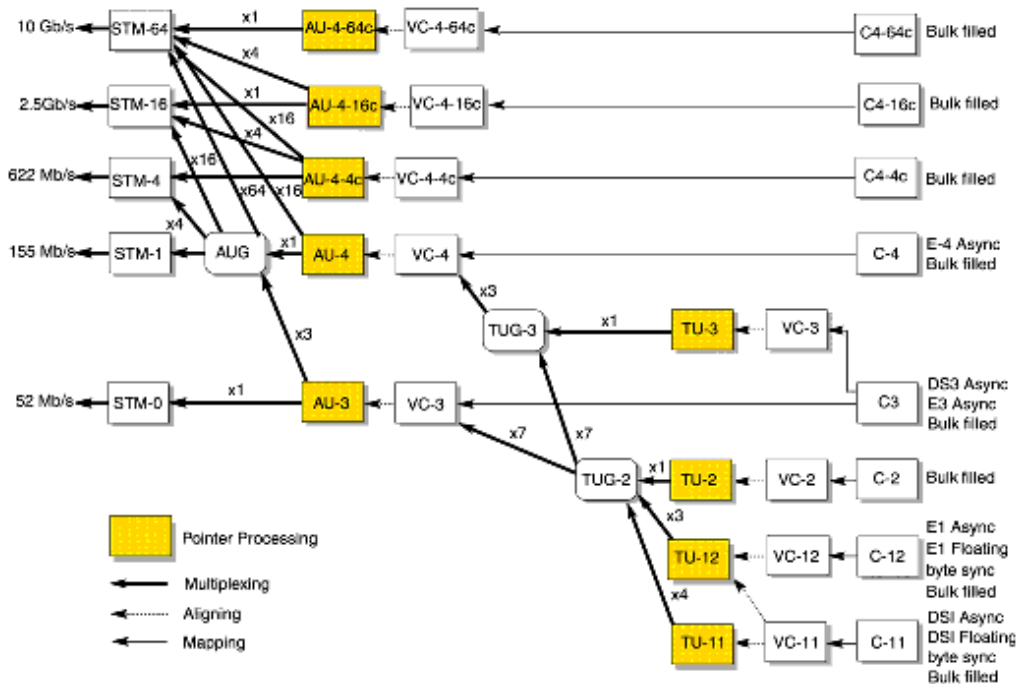 10 Gb/s STM-64 x1 AU-4-64c VC-4-64c C4-64c Bulk filled
x4
2.5Gb/s STM-16 x1 AU-4-16c VC-4-16c C4-16c Bulk filled
x16
x4
x16
622 Mb/s STM-4 x64 x16 AU-4-4c VC-4-4c C4-4c Bulk filled
x4
155 Mb/s STM-1 AUG x1 AU-4 VC-4 C-4 E-4 Async
Bulk filled
x3
TUG-3 x1 TU-3 VC-3
x3
52 Mb/s STM-0 x1 AU-3 VC-3 C3 DS3 Async
E3 Async
Bulk filled
x7 x7
TUG-2 x1 TU-2 VC-2 C-2 Bulk filled
x3
Pointer Processing
TU-12 VC-12 C-12 E1 Async
E1 Floating
byte sync
Bulk filled
Multiplexing
x4
Aligning
TU-11 VC-11 C-11 DSI Async
DSI Floating
byte sync
Bulk filled
Mapping